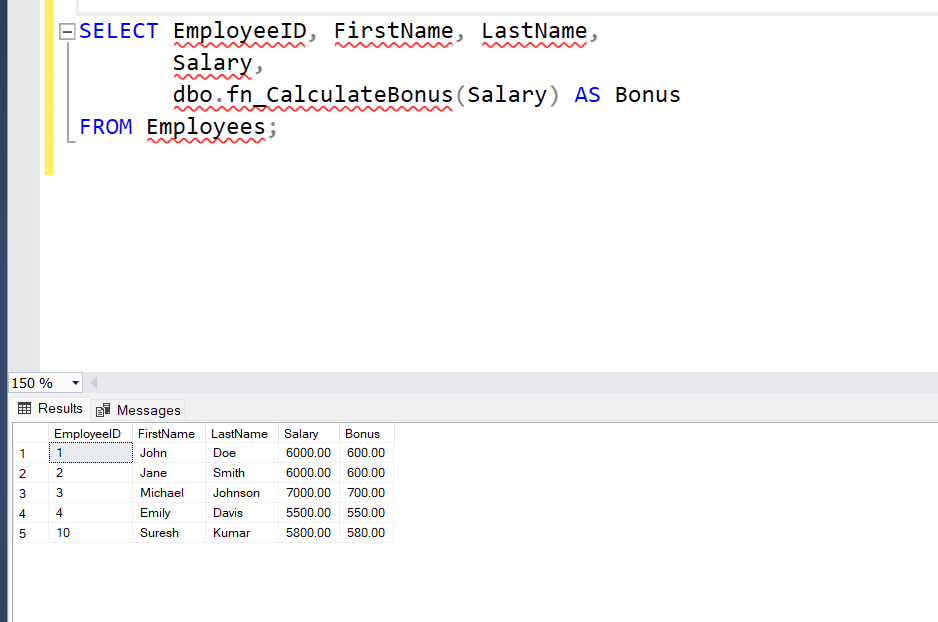 SELECT EmployeeID, FirstName, LastName,
Salary,
dbo.fn_CalculateBonus(Salary) AS Bonus
FROM Employees;
150 %
Results Messages
EmployeeID FirstName LastName Salary Bonus
1 1 John Doe 6000.00 600.00
2 2 Jane Smith 6000.00 600.00
3 3 Michael Johnson 7000.00 700.00
4 4 Emily Davis 5500.00 550.00
5 10 Suresh Kumar 5800.00 580.00